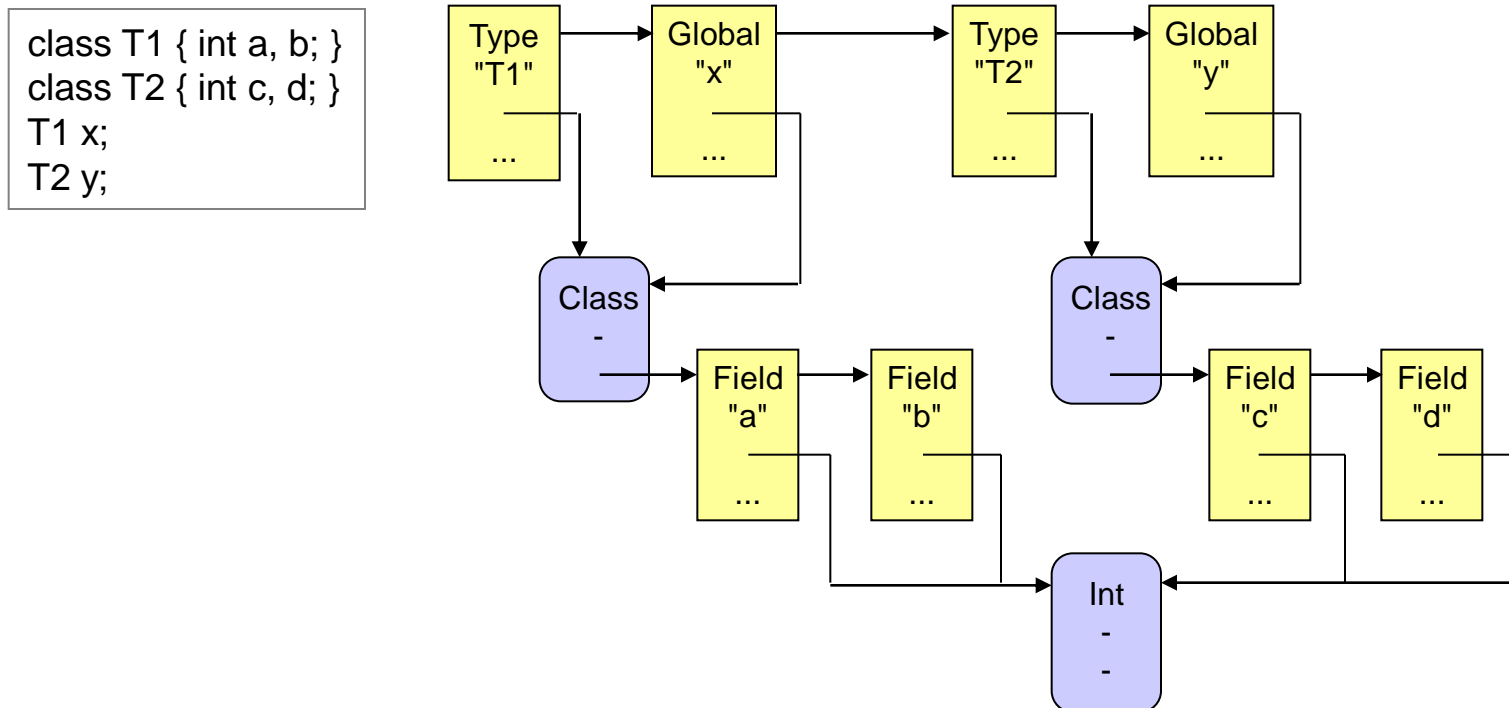 class T1 { int a, b; }
class T2 { int c, d; }
T1 x;
T2 y;
Type
"T1"
...
Global
"x"
...
Type
"T2"
...
Global
"y"
...
Class
-
Class
-
Field
"a"
...
Field
"b"
...
Field
"c"
...
Field
"d"
...
Int
-
-